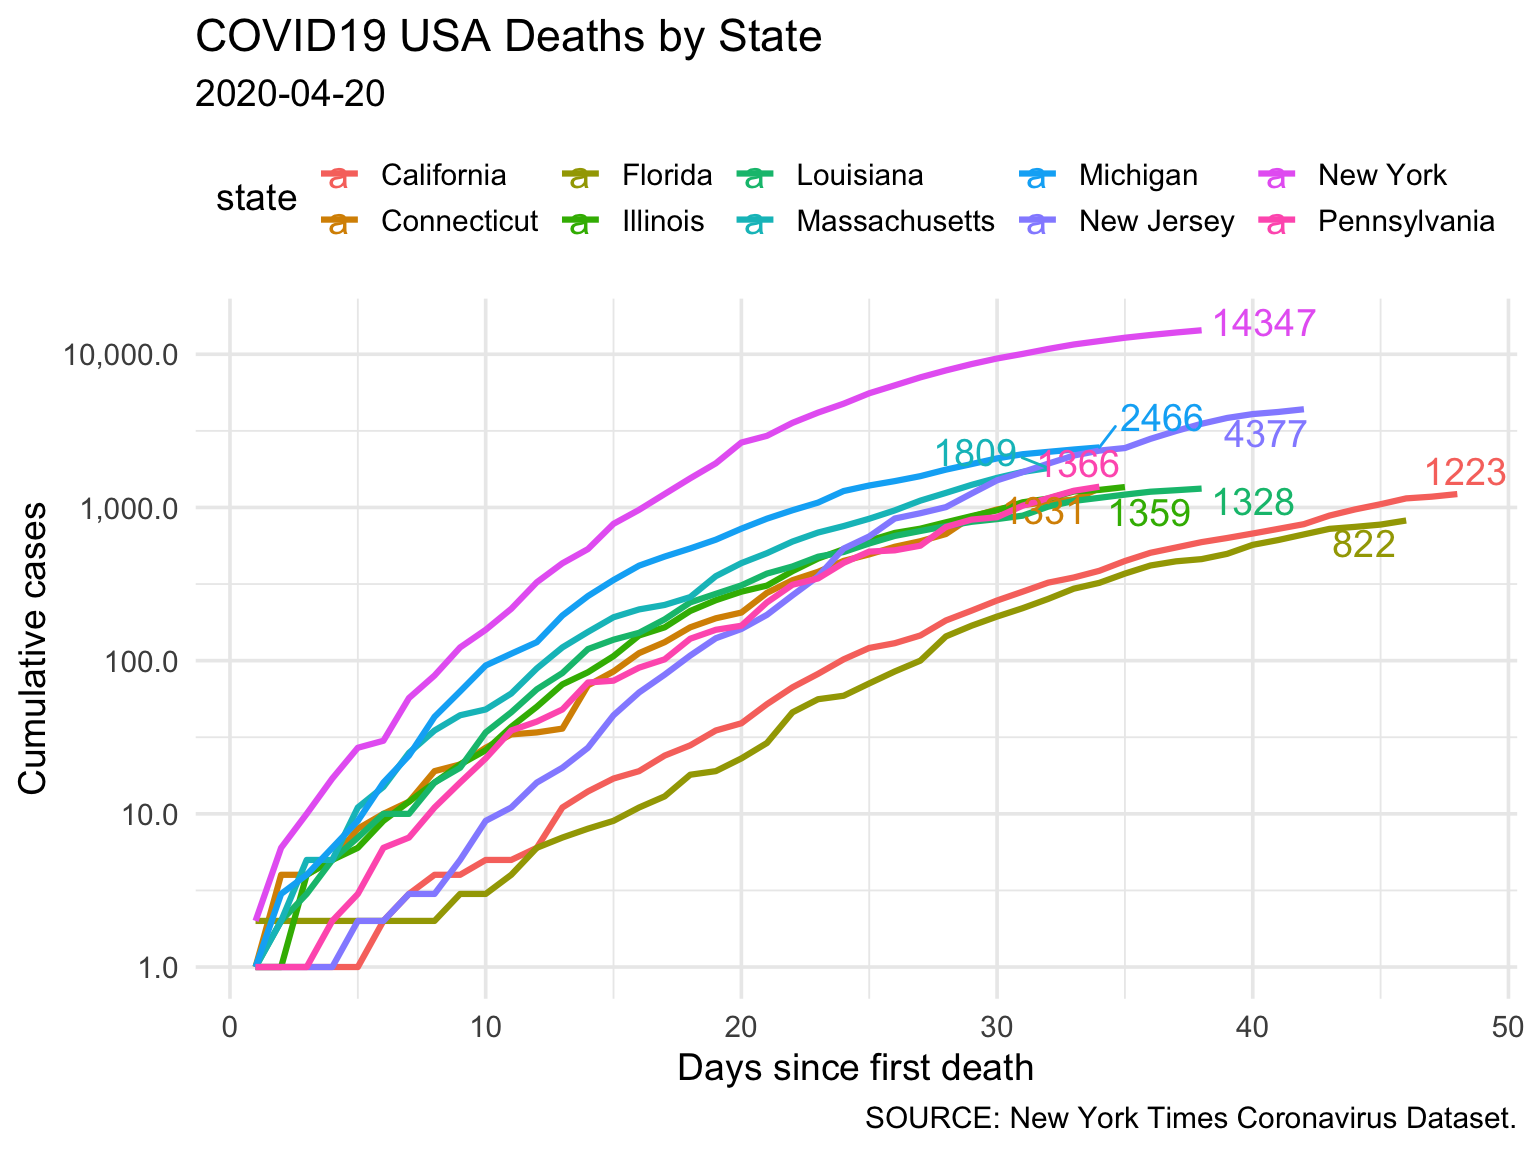 COVID19 USA Deaths by State
2020-04-20
state
a California a Florida a Louisiana a Michigan a New York
a Connecticut a Illinois a Massachusetts a New Jersey a Pennsylvania
Cumulative cases
10,000.0
1,000.0
100.0
10.0
1.0
14347
2466
4377
1809
1366
1223
1331
1359
1328
822
0 10 20 30 40 50
Days since first death
SOURCE: New York Times Coronavirus Dataset.